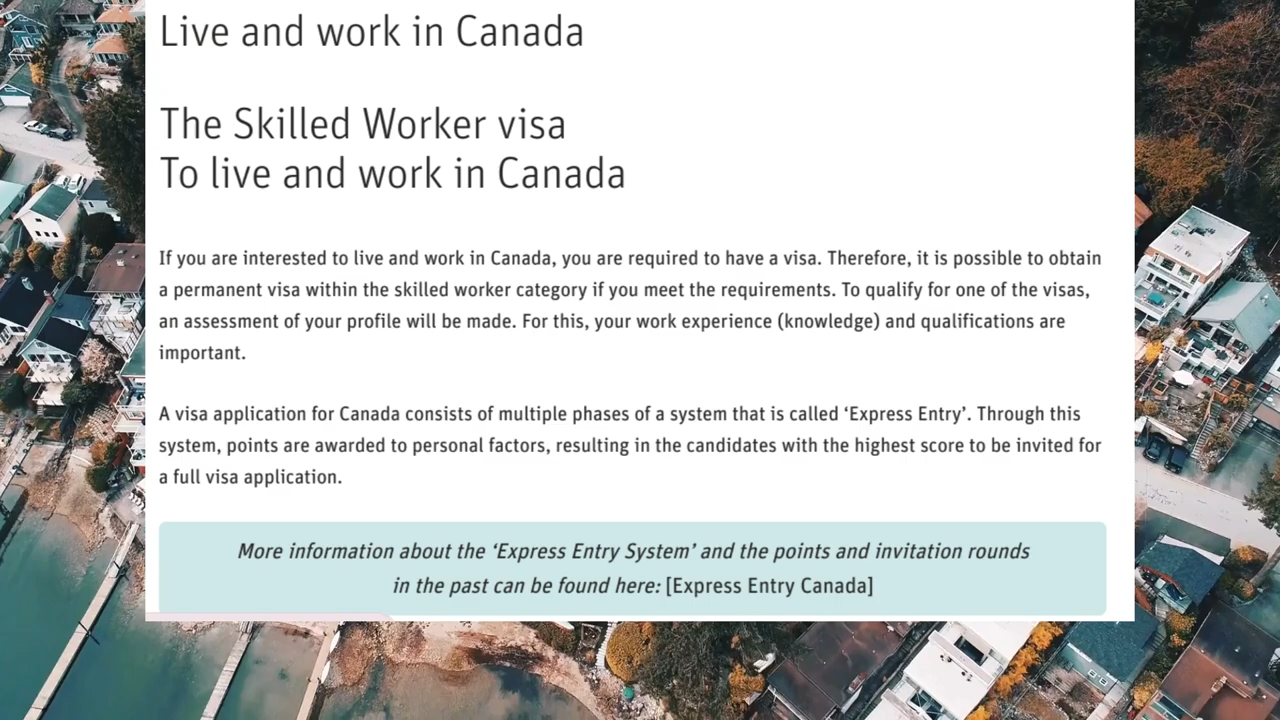 Live and work in Canada
The Skilled Worker visa
To live and work in Canada
If you are interested to live and work in Canada, you are required to have a visa. Therefore, it is possible to obtain
a permanent visa within the skilled worker category if you meet the requirements. To qualify for one of the visas,
an assessment of your profile will be made. For this, your work experience (knowledge) and qualifications are
important.
A visa application for Canada consists of multiple phases of a system that is called ‘Express Entry’. Through this
system, points are awarded to personal factors, resulting in the candidates with the highest score to be invited for
a full visa application.
More information about the ‘Express Entry System’ and the points and invitation rounds
in the past can be found here: [Express Entry Canada]